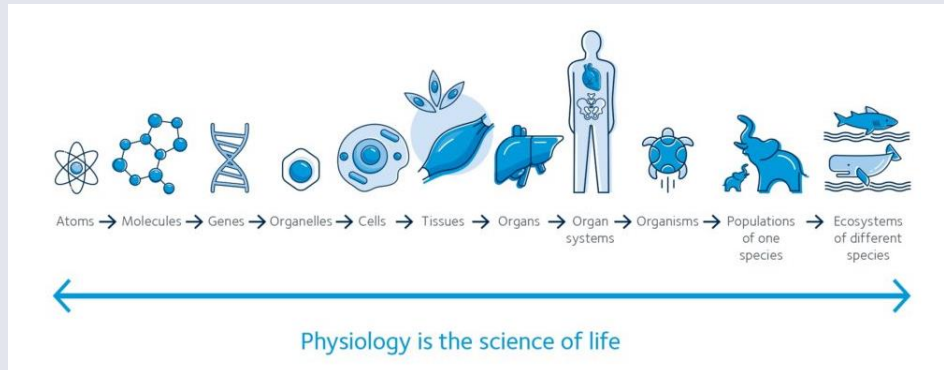 Atoms → Molecules → Genes → Organelles → Cells → Tissues → Organs → Organ systems → Organisms → Populations of one species → Ecosystems of different species
Physiology is the science of life